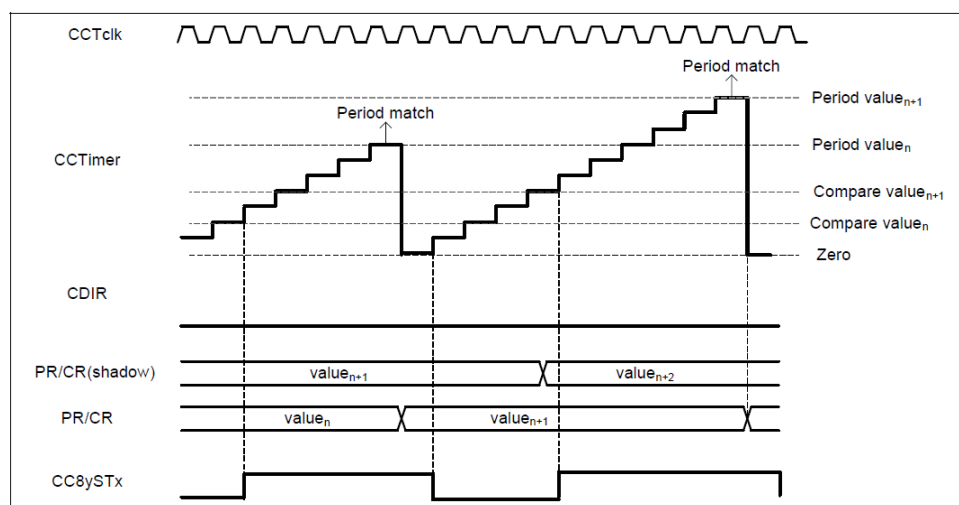 CCTclk
Period match
Period value n+1
Period match
CCTimer
Period value n
Compare value n+1
Compare value n
Zero
CDIR
PR/CR(shadow)
value n+1
value n+2
PR/CR
value n
value n+1
CC8ySTx